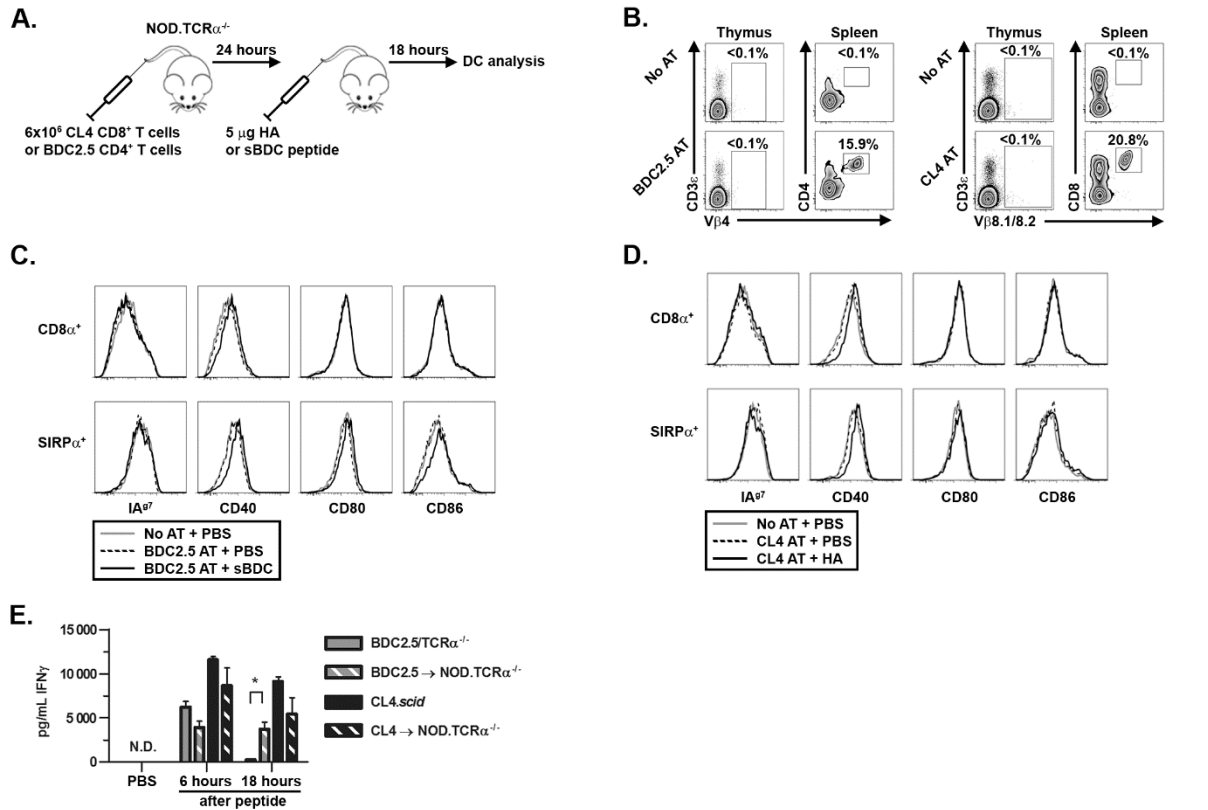 A.
NOD.TCRα-/-
24 hours
18 hours
DC analysis
6x10⁶ CL4 CD8⁺ T cells
or BDC2.5 CD4⁺ T cells
5 μg HA
or sBDC peptide
B.
Thymus
Spleen
Thymus
Spleen
No AT
<0.1%
<0.1%
No AT
<0.1%
<0.1%
BDC2.5 AT
<0.1%
15.9%
CL4 AT
<0.1%
20.8%
CD3ε
CD4
CD3ε
CD8
Vβ4
Vβ8.1/8.2
C.
CD8α⁺
SIRPα⁺
IAᵍ⁷
CD40
CD80
CD86
No AT + PBS
BDC2.5 AT + PBS
BDC2.5 AT + sBDC
D.
CD8α⁺
SIRPα⁺
IAᵍ⁷
CD40
CD80
CD86
No AT + PBS
CL4 AT + PBS
CL4 AT + HA
E.
pg/mL IFNγ
15 000
10 000
5 000
0
N.D.
*
PBS
6 hours
18 hours
after peptide
BDC2.5/TCRα-/-
BDC2.5 → NOD.TCRα-/-
CL4.scid
CL4 → NOD.TCRα-/-